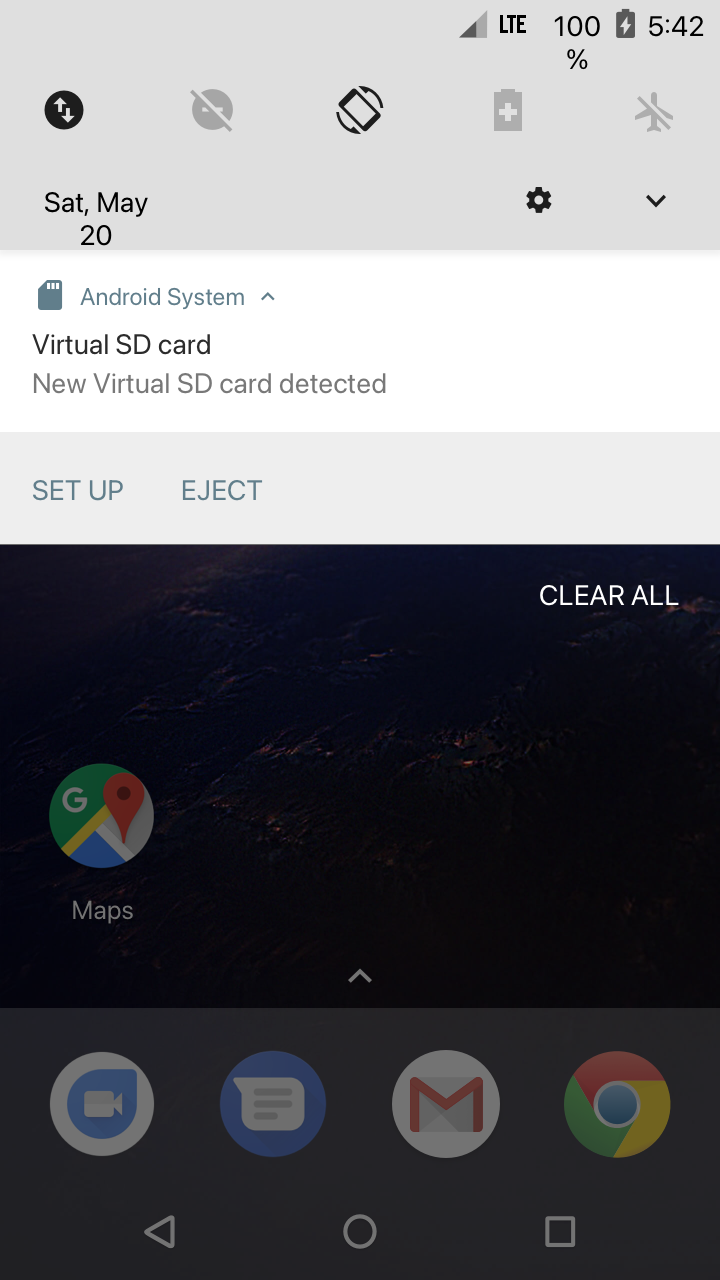 LTE 100 5:42
%
Sat, May
20
Android System
Virtual SD card
New Virtual SD card detected
SET UP EJECT
CLEAR ALL
G
Maps